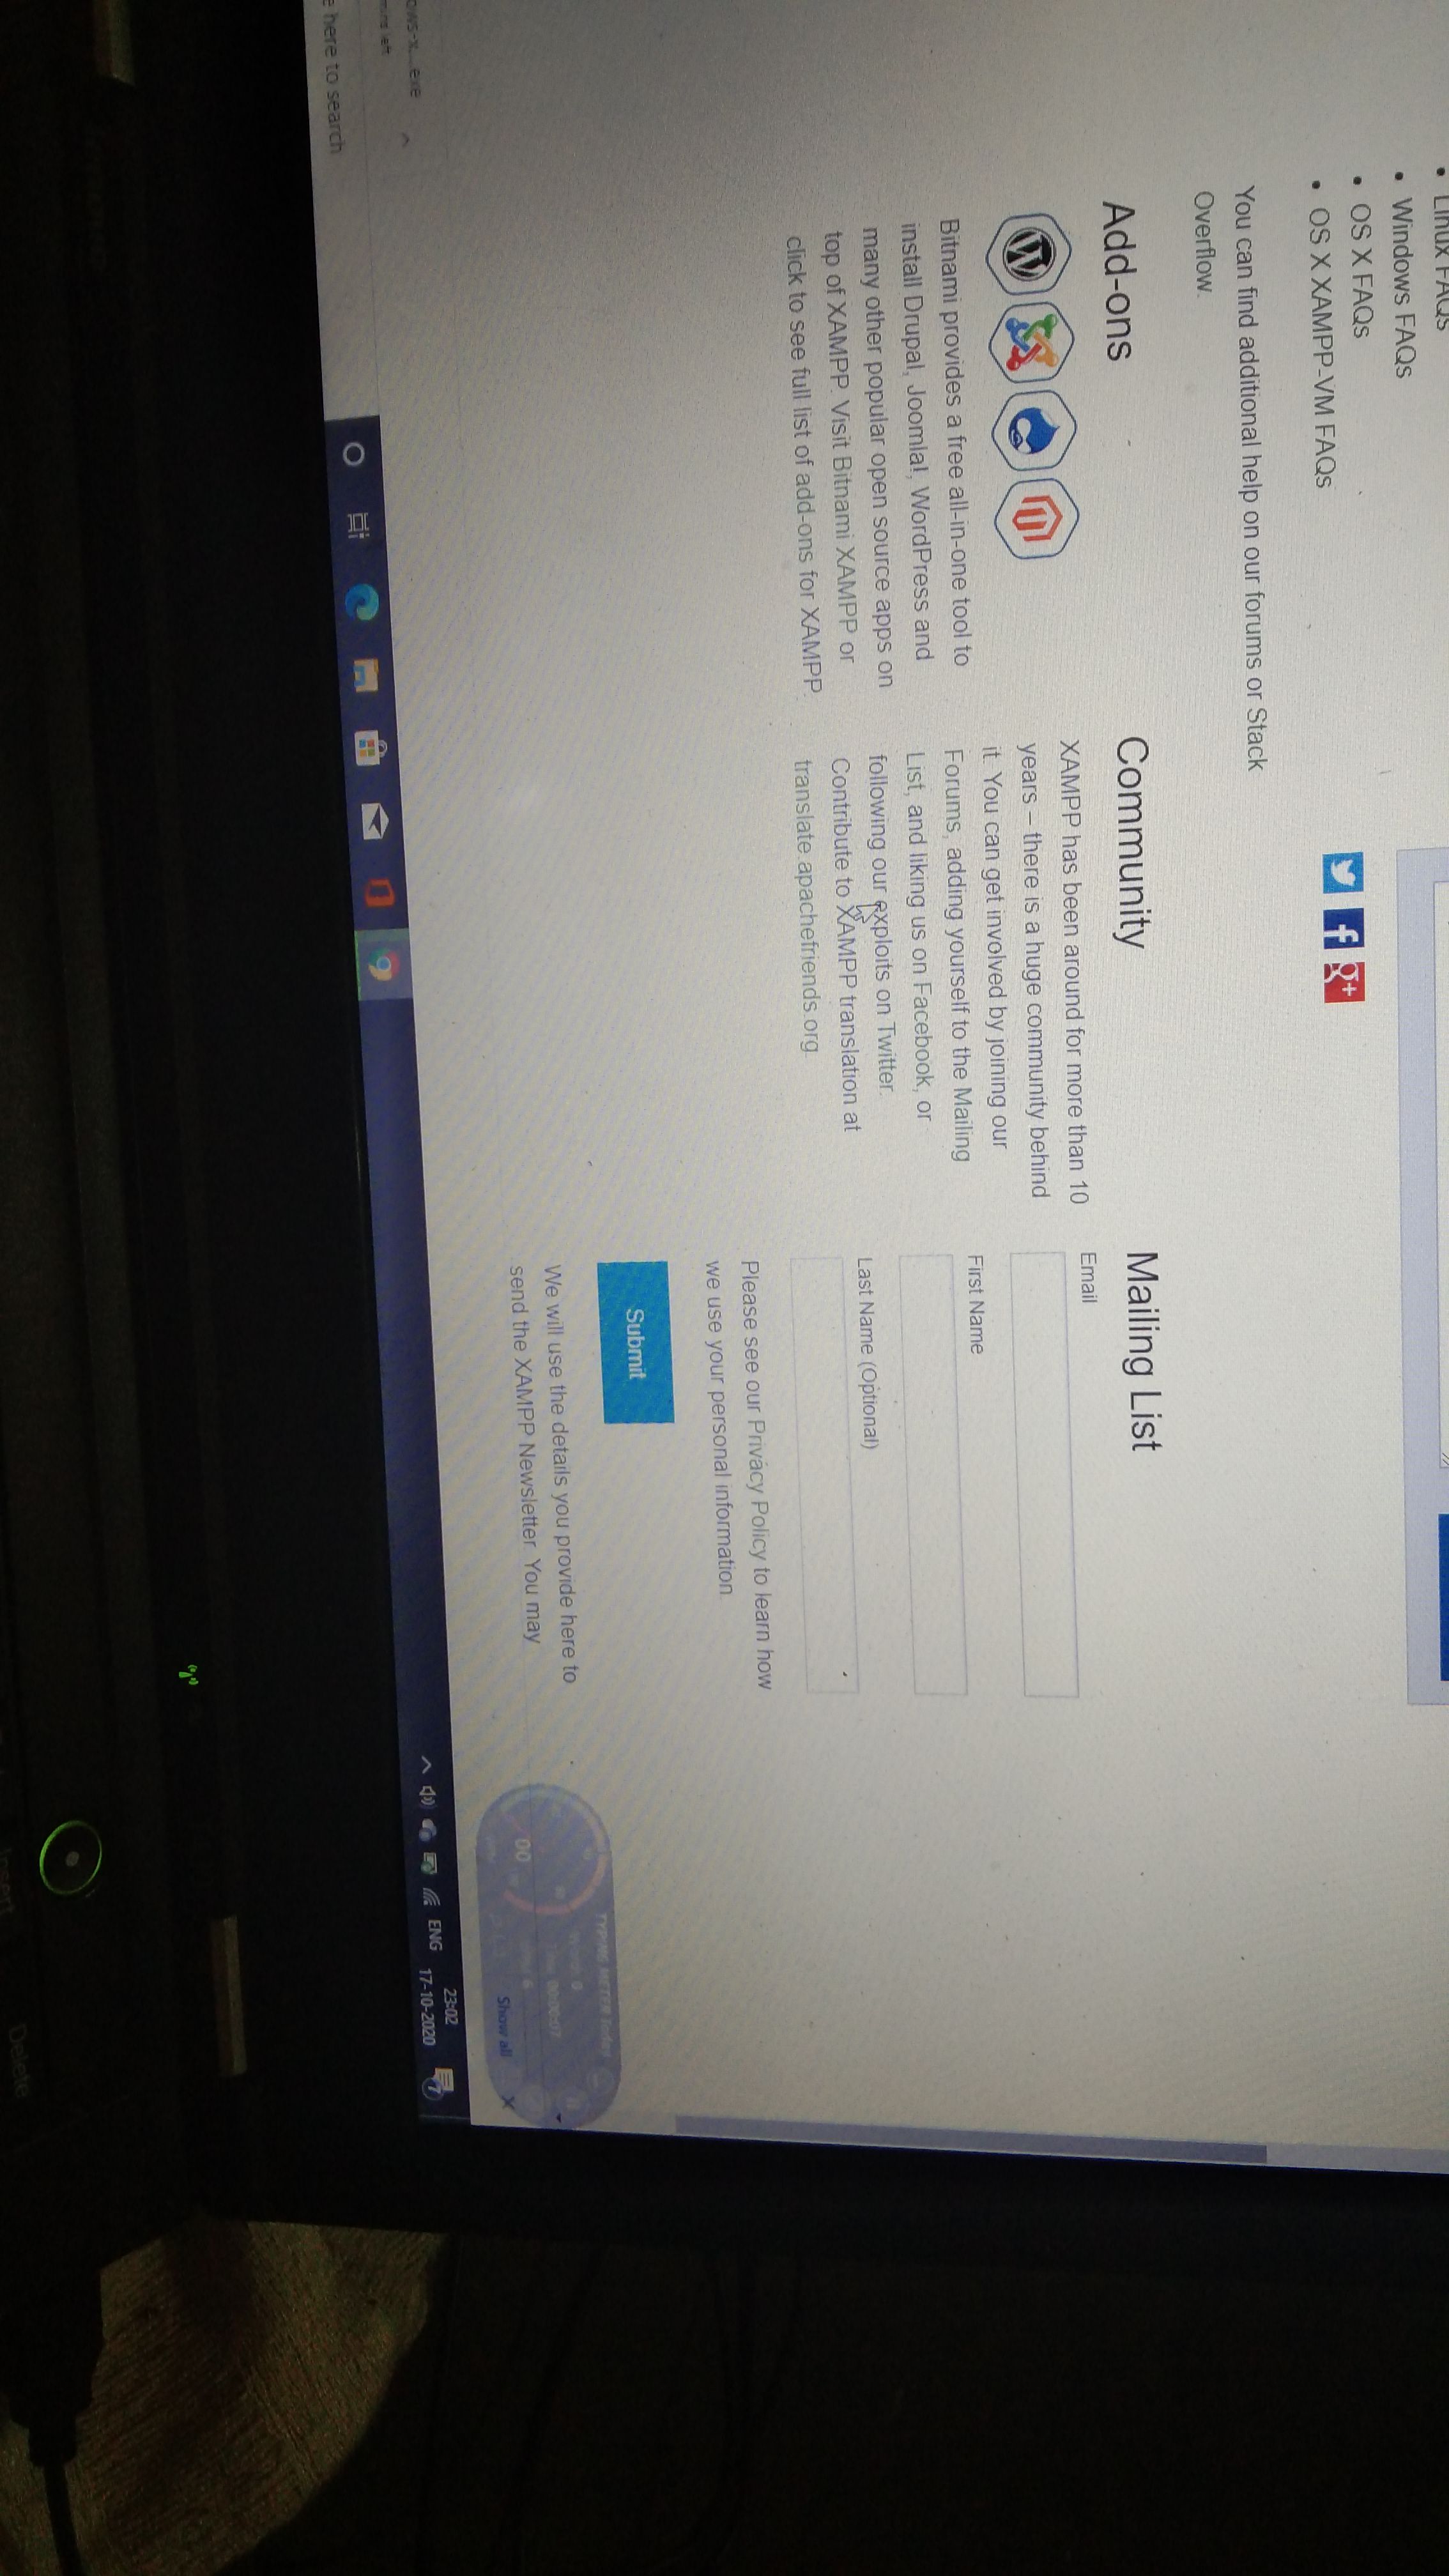 Linux FAQs
• Windows FAQs
• OS X FAQs
• OS X XAMPP-VM FAQs
You can find additional help on our forums or Stack
Overflow.
f
g+
Add-ons
Bitnami provides a free all-in-one tool to
install Drupal, Joomla!, WordPress and
many other popular open source apps on
top of XAMPP. Visit Bitnami XAMPP or
click to see full list of add-ons for XAMPP.
Community
XAMPP has been around for more than 10
years – there is a huge community behind
it. You can get involved by joining our
Forums, adding yourself to the Mailing
List, and liking us on Facebook, or
following our exploits on Twitter.
Contribute to XAMPP translation at
translate.apachefriends.org.
Mailing List
Email
First Name
Last Name (Optional)
Please see our Privacy Policy to learn how
we use your personal information.
Submit
We will use the details you provide here to
send the XAMPP Newsletter. You may
TYPING METER Today
00
Show all
ows-x....exe
here to search
ENG
23:02
17-10-2020
7
Insert
Delete